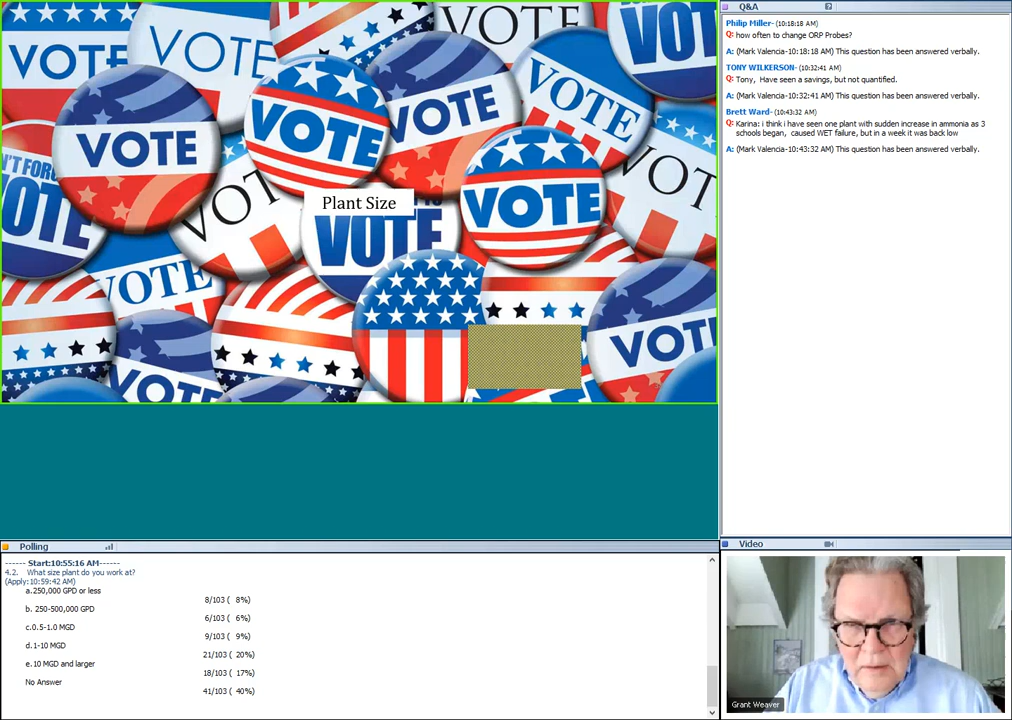 VOTE
VOTE
VOTE
VOTE
VOTE
VOTE
VOTE
VOTE
VOTE
N'T FORG
VOTE
VOTE
VOTE
Plant Size
VOTE
VOTE
VOTE
VOTE
VOTE
Q&A
Philip Miller- (10:18:18 AM)
Q: how often to change ORP Probes?
A: (Mark Valencia-10:18:18 AM) This question has been answered verbally.
TONY WILKERSON- (10:32:41 AM)
Q: Tony, Have seen a savings, but not quantified.
A: (Mark Valencia-10:32:41 AM) This question has been answered verbally.
Brett Ward- (10:43:32 AM)
Q: Karina: i think i have seen one plant with sudden increase in ammonia as 3
schools began, caused WET failure, but in a week it was back low
A: (Mark Valencia-10:43:32 AM) This question has been answered verbally.
Polling
------ Start:10:55:16 AM------
4.2. What size plant do you work at?
(Apply:10:59:42 AM)
a.250,000 GPD or less
8/103 ( 8%)
b. 250-500,000 GPD
6/103 ( 6%)
c.0.5-1.0 MGD
9/103 ( 9%)
d.1-10 MGD
21/103 ( 20%)
e.10 MGD and larger
18/103 ( 17%)
No Answer
41/103 ( 40%)
Video
Grant Weaver